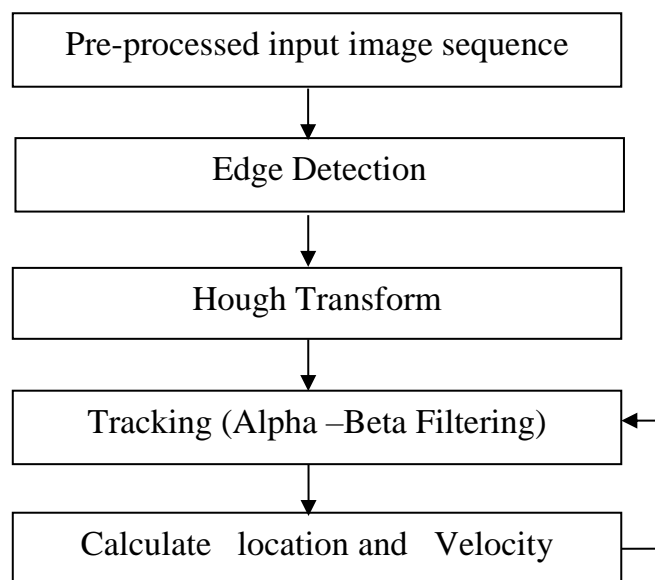 Pre-processed input image sequence
Edge Detection
Hough Transform
Tracking (Alpha –Beta Filtering)
Calculate location and Velocity